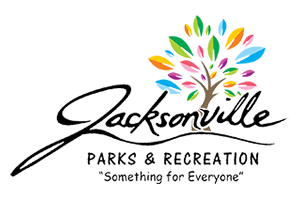 Jacksonville
PARKS & RECREATION
"Something for Everyone"